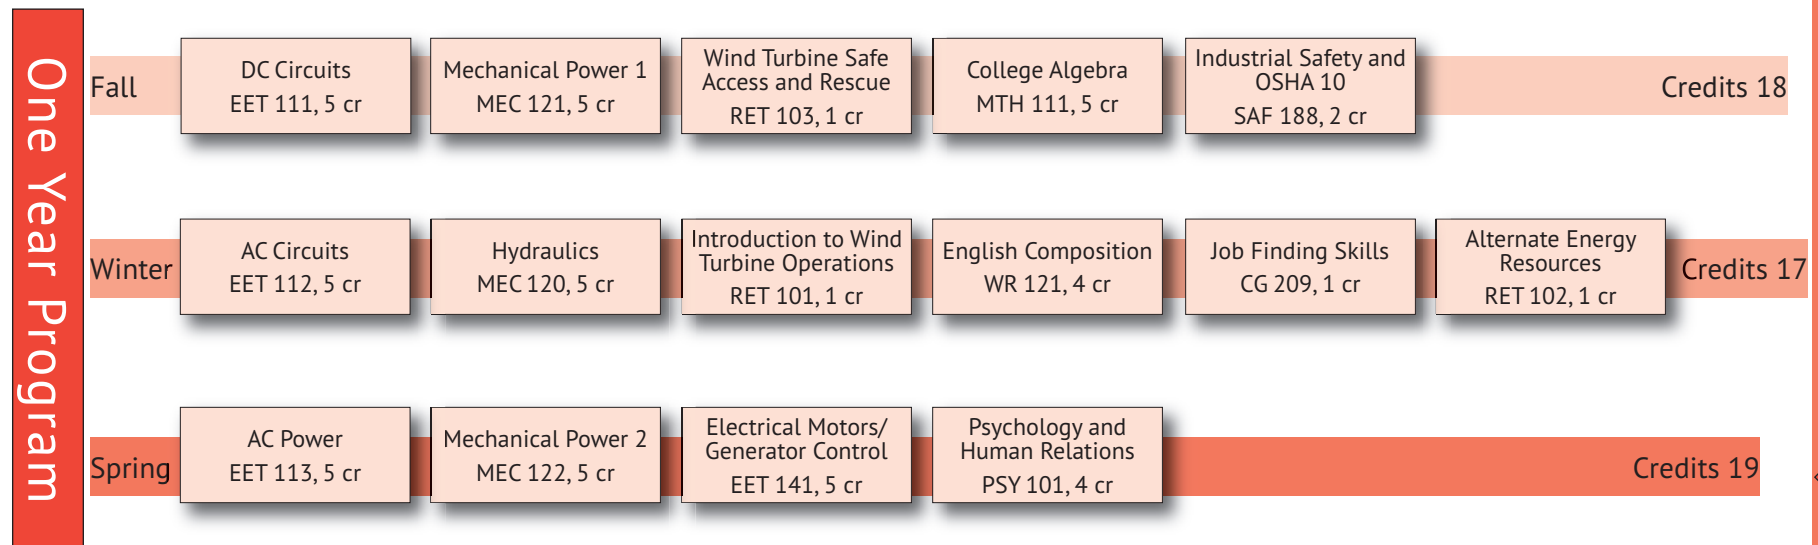 One Year Program
Fall
DC Circuits
EET 111, 5 cr
Mechanical Power 1
MEC 121, 5 cr
Wind Turbine Safe
Access and Rescue
RET 103, 1 cr
College Algebra
MTH 111, 5 cr
Industrial Safety and
OSHA 10
SAF 188, 2 cr
Credits 18
Winter
AC Circuits
EET 112, 5 cr
Hydraulics
MEC 120, 5 cr
Introduction to Wind
Turbine Operations
RET 101, 1 cr
English Composition
WR 121, 4 cr
Job Finding Skills
CG 209, 1 cr
Alternate Energy
Resources
RET 102, 1 cr
Credits 17
Spring
AC Power
EET 113, 5 cr
Mechanical Power 2
MEC 122, 5 cr
Electrical Motors/
Generator Control
EET 141, 5 cr
Psychology and
Human Relations
PSY 101, 4 cr
Credits 19